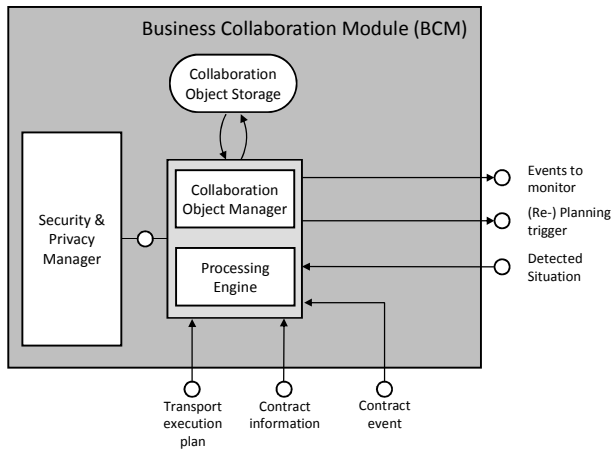 Business Collaboration Module (BCM)
Collaboration
Object Storage
Security &
Privacy
Manager
Collaboration
Object Manager
Processing
Engine
Events to
monitor
(Re-) Planning
trigger
Detected
Situation
Transport
execution
plan
Contract
information
Contract
event